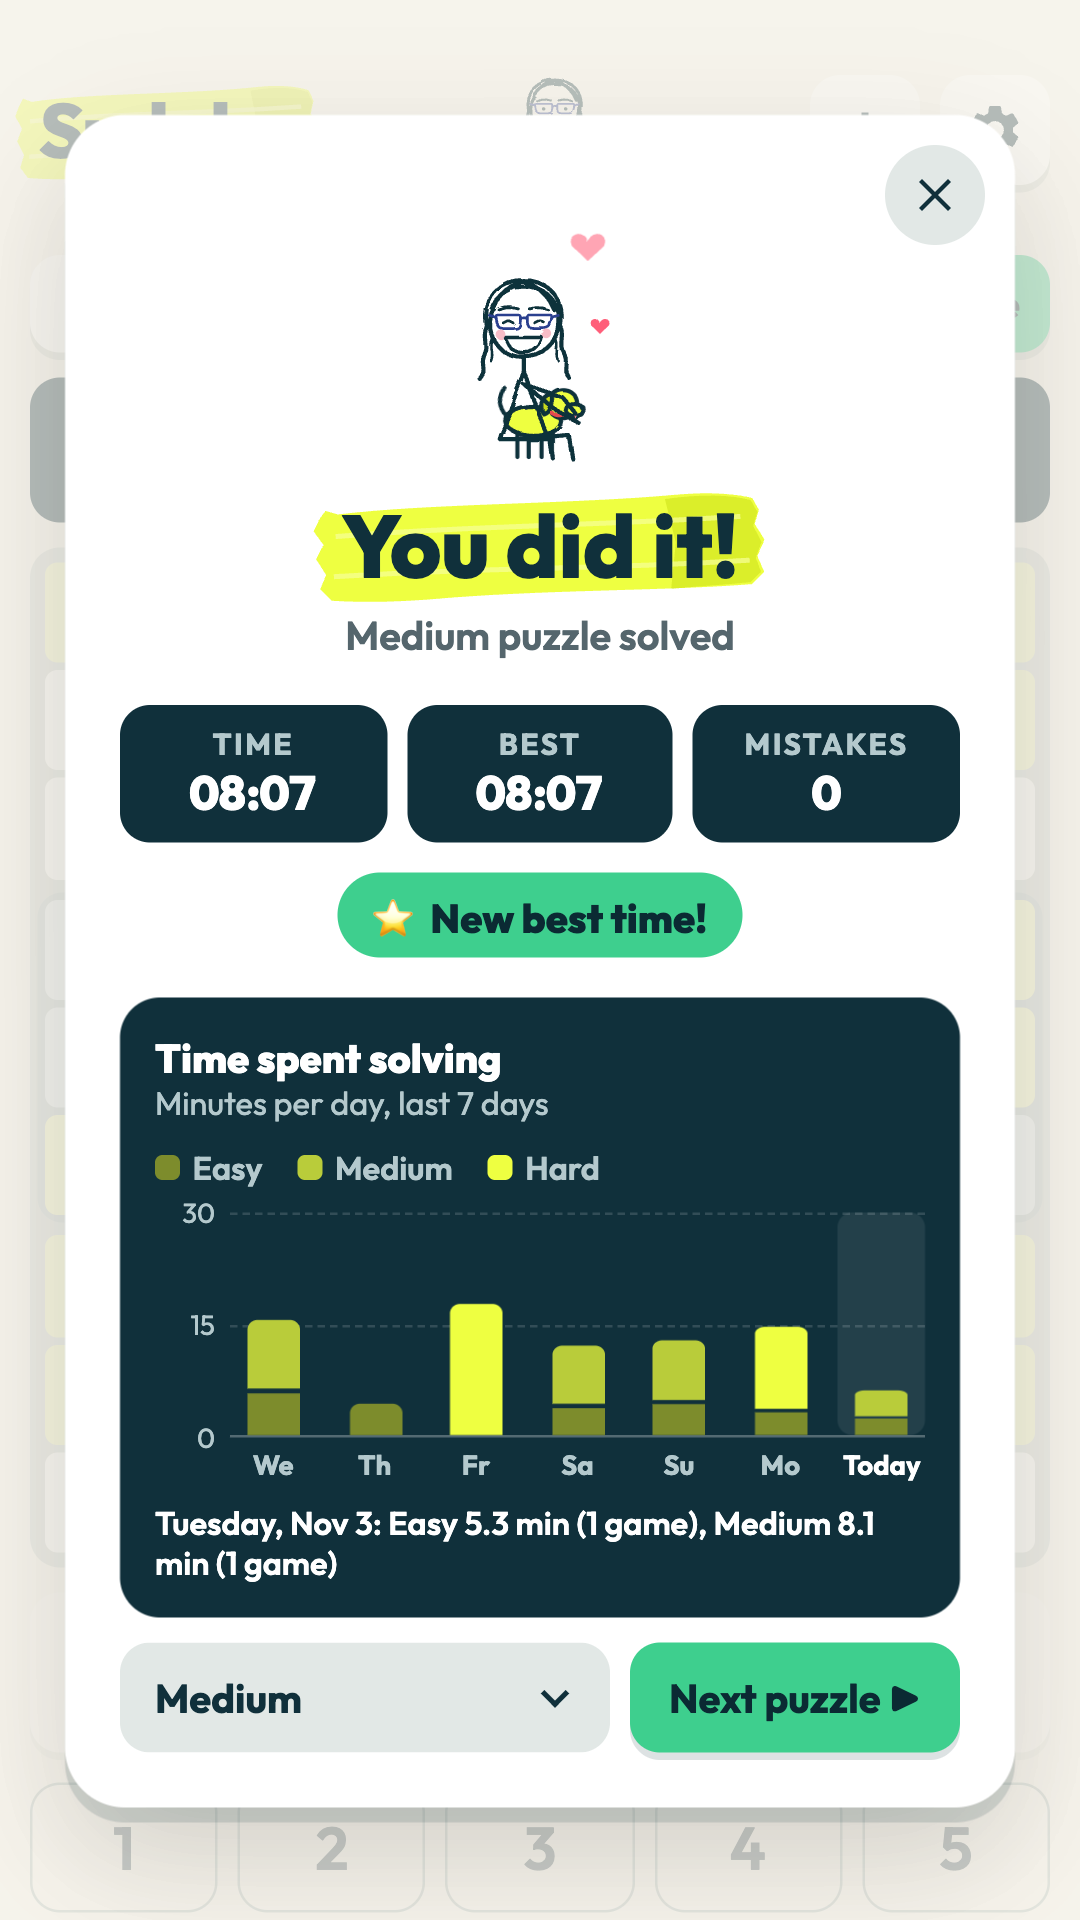 You did it!
Medium puzzle solved
TIME
08:07
BEST
08:07
MISTAKES
0
New best time!
Time spent solving
Minutes per day, last 7 days
Easy
Medium
Hard
30
15
0
We
Th
Fr
Sa
Su
Mo
Today
Tuesday, Nov 3: Easy 5.3 min (1 game), Medium 8.1
min (1 game)
Medium
Next puzzle
1
2
3
4
5